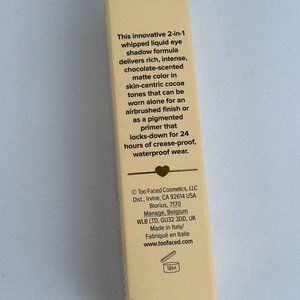 This innovative 2-in-1
whipped liquid eye
shadow formula
delivers rich, intense,
chocolate-scented
matte color in
skin-centric cocoa
tones that can be
worn alone for an
airbrushed finish or
as a pigmented
primer that
locks-down for 24
hours of crease-proof,
waterproof wear.
© Too Faced Cosmetics, LLC
Dist., Irvine, CA 92614 USA
Biorius, 7170
Manage, Belgium
WLB LTD, GU32 3DD, UK
Made in Italy/
Fabriqué en Italie
www.toofaced.com
18M